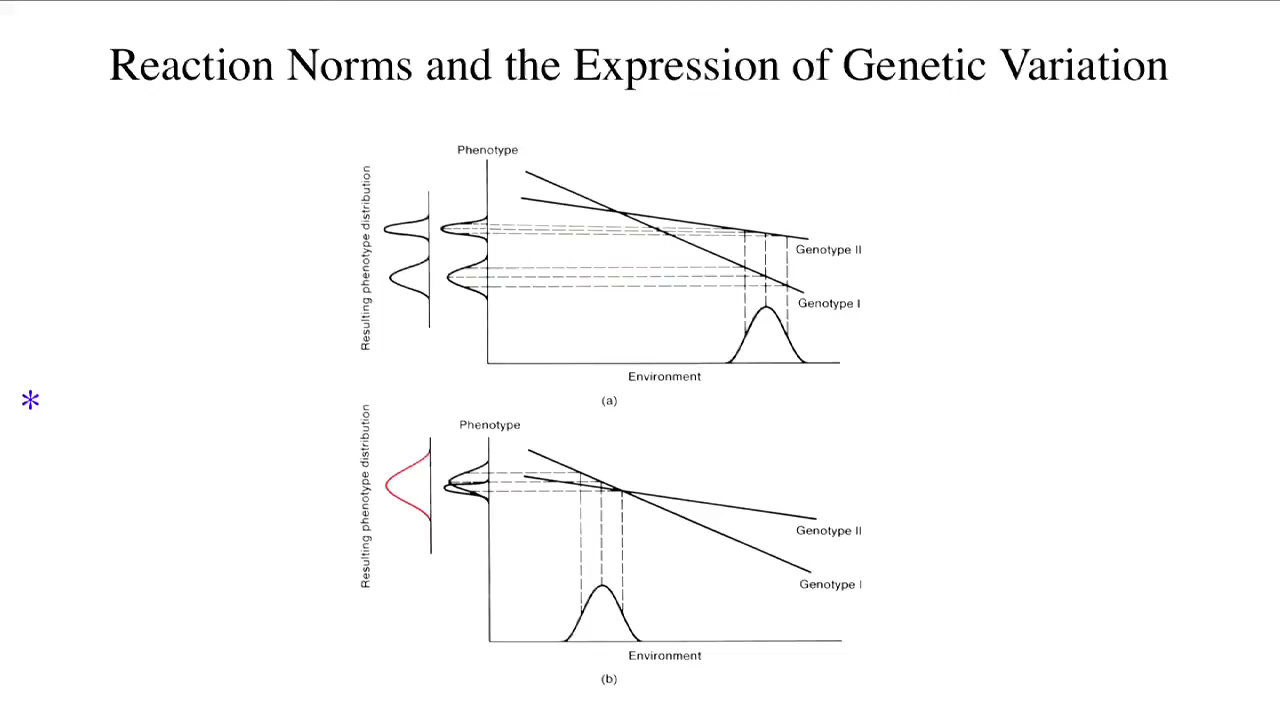 Reaction Norms and the Expression of Genetic Variation
Phenotype
Resulting phenotype distribution
Genotype II
Genotype I
Environment
(a)
*
Phenotype
Resulting phenotype distribution
Genotype II
Genotype I
Environment
(b)